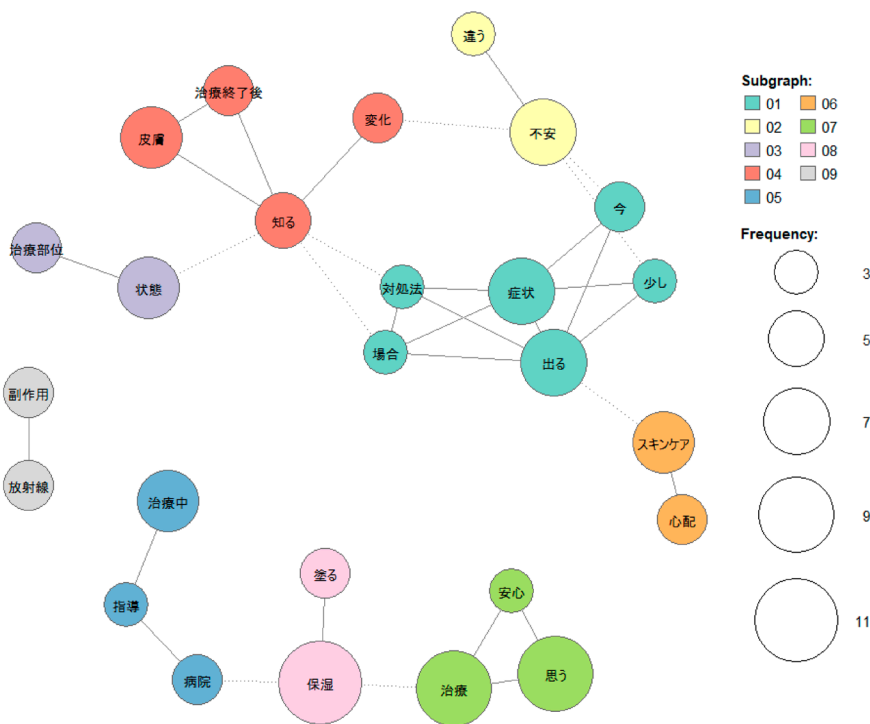 違う
治療終了後
変化
不安
皮膚
知る
今
治療部位
状態
対処法
症状
少し
場合
出る
副作用
スキンケア
放射線
治療中
心配
塗る
安心
指導
病院
保湿
治療
思う
Subgraph:
01 06
02 07
03 08
04 09
05
Frequency:
3
5
7
9
11